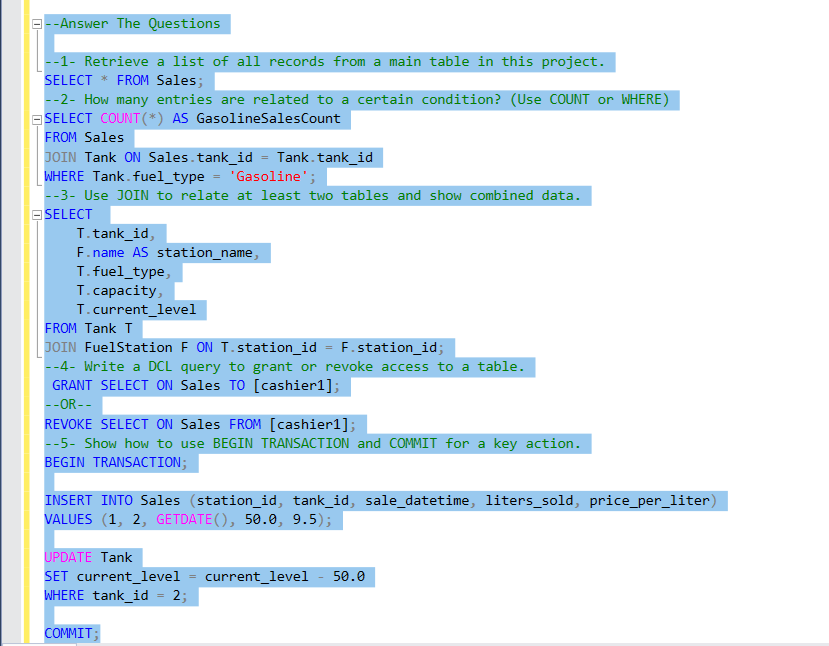 --Answer The Questions
--1- Retrieve a list of all records from a main table in this project.
SELECT * FROM Sales;
--2- How many entries are related to a certain condition? (Use COUNT or WHERE)
SELECT COUNT(*) AS GasolineSalesCount
FROM Sales
JOIN Tank ON Sales.tank_id = Tank.tank_id
WHERE Tank.fuel_type = 'Gasoline';
--3- Use JOIN to relate at least two tables and show combined data.
SELECT
    T.tank_id,
    F.name AS station_name,
    T.fuel_type,
    T.capacity,
    T.current_level
FROM Tank T
JOIN FuelStation F ON T.station_id = F.station_id;
--4- Write a DCL query to grant or revoke access to a table.
 GRANT SELECT ON Sales TO [cashier1];
--OR--
REVOKE SELECT ON Sales FROM [cashier1];
--5- Show how to use BEGIN TRANSACTION and COMMIT for a key action.
BEGIN TRANSACTION;
INSERT INTO Sales (station_id, tank_id, sale_datetime, liters_sold, price_per_liter)
VALUES (1, 2, GETDATE(), 50.0, 9.5);
UPDATE Tank
SET current_level = current_level - 50.0
WHERE tank_id = 2;
COMMIT;